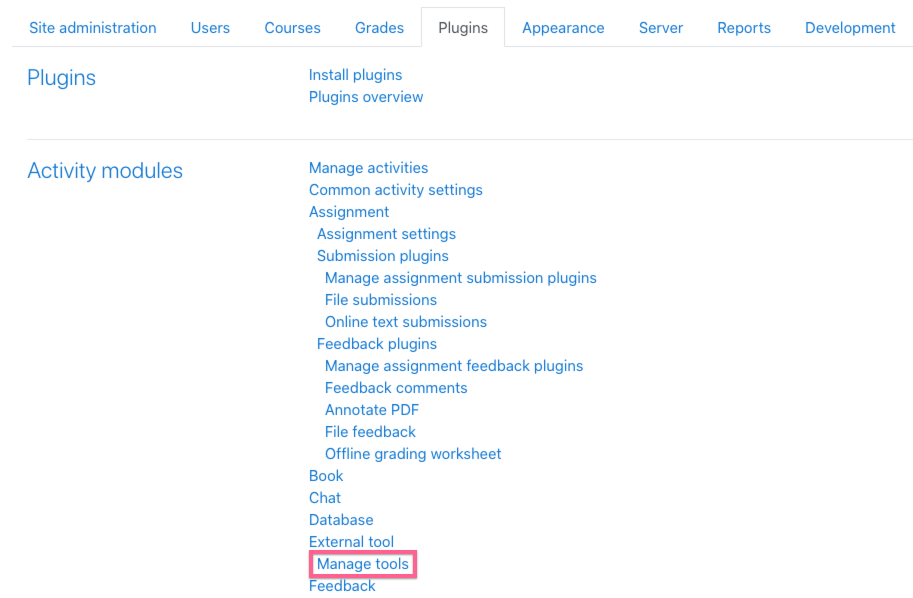 Site administration Users Courses Grades Plugins Appearance Server Reports Development
Plugins
Install plugins
Plugins overview
Activity modules
Manage activities
Common activity settings
Assignment
Assignment settings
Submission plugins
Manage assignment submission plugins
File submissions
Online text submissions
Feedback plugins
Manage assignment feedback plugins
Feedback comments
Annotate PDF
File feedback
Offline grading worksheet
Book
Chat
Database
External tool
Manage tools
Feedback